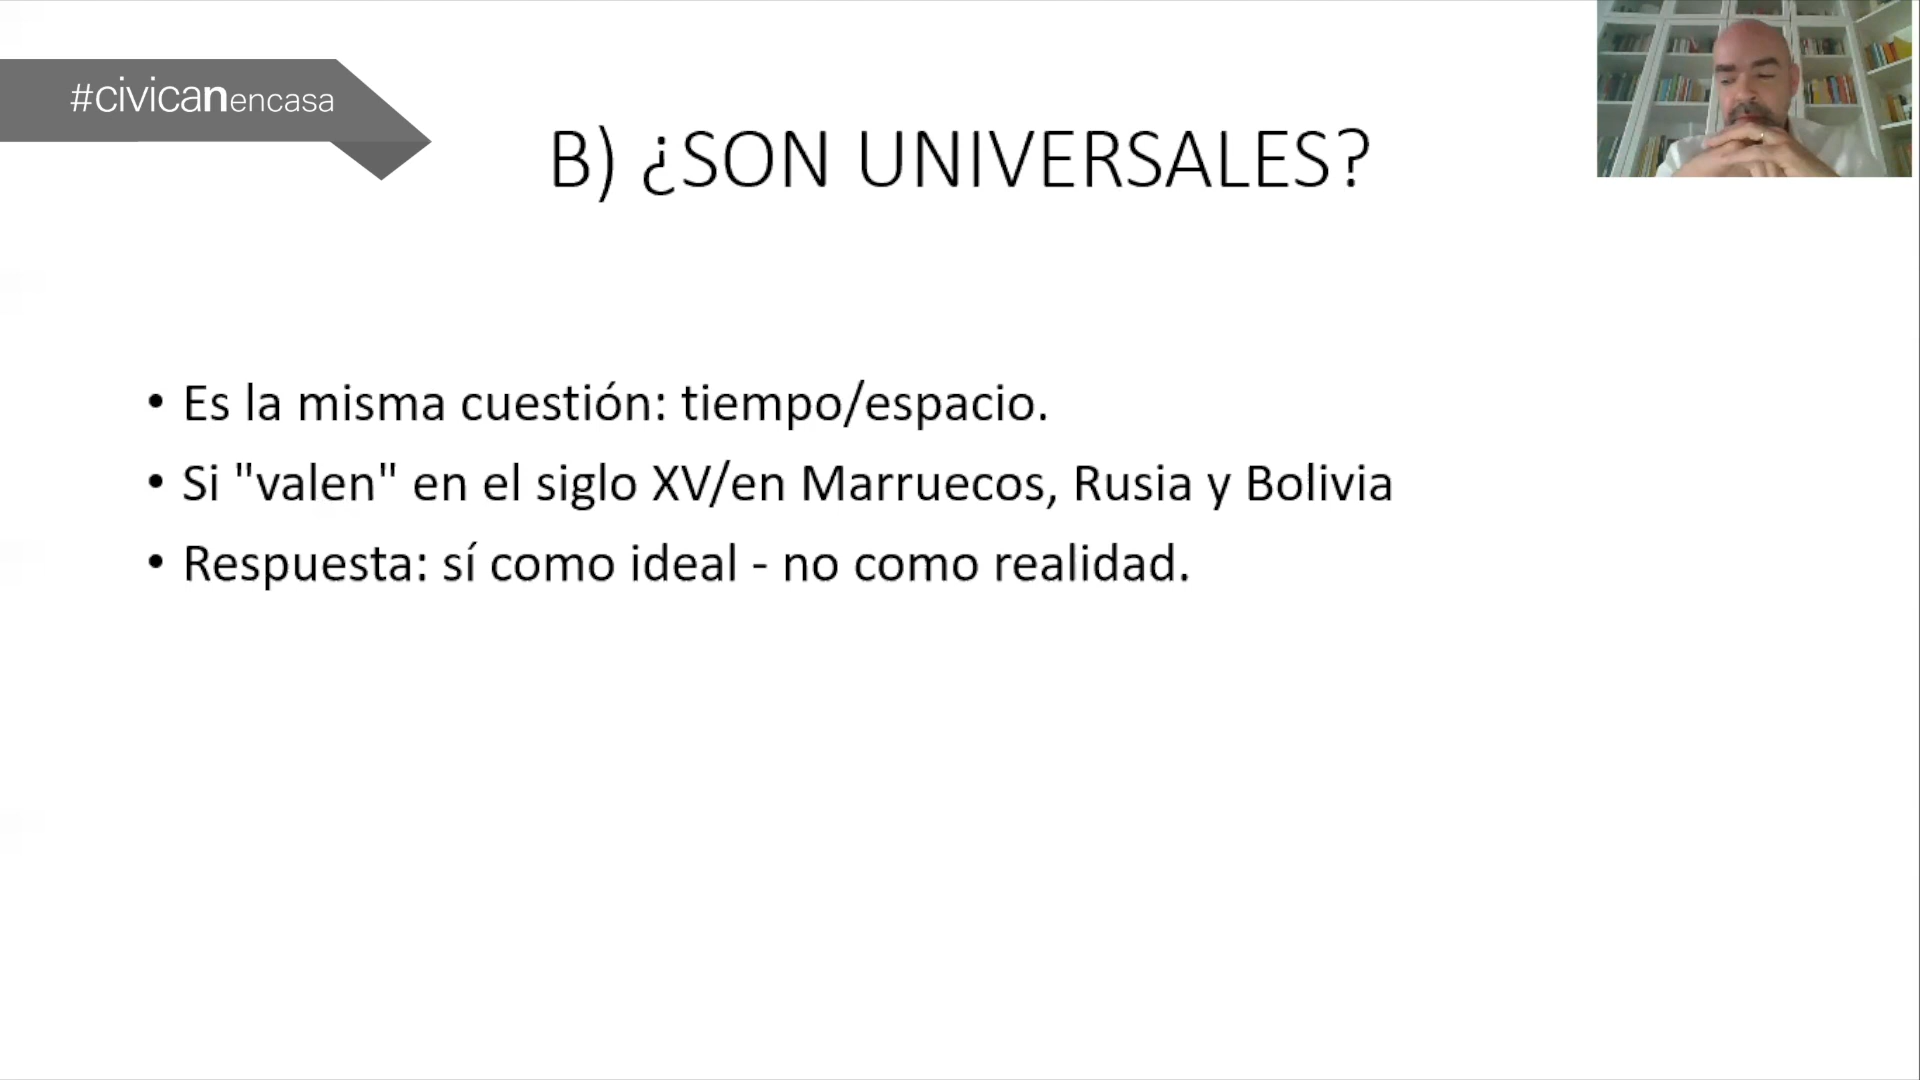 #civicanencasa
B) ¿SON UNIVERSALES?
• Es la misma cuestión: tiempo/espacio.
• Si "valen" en el siglo XV/en Marruecos, Rusia y Bolivia
• Respuesta: sí como ideal - no como realidad.